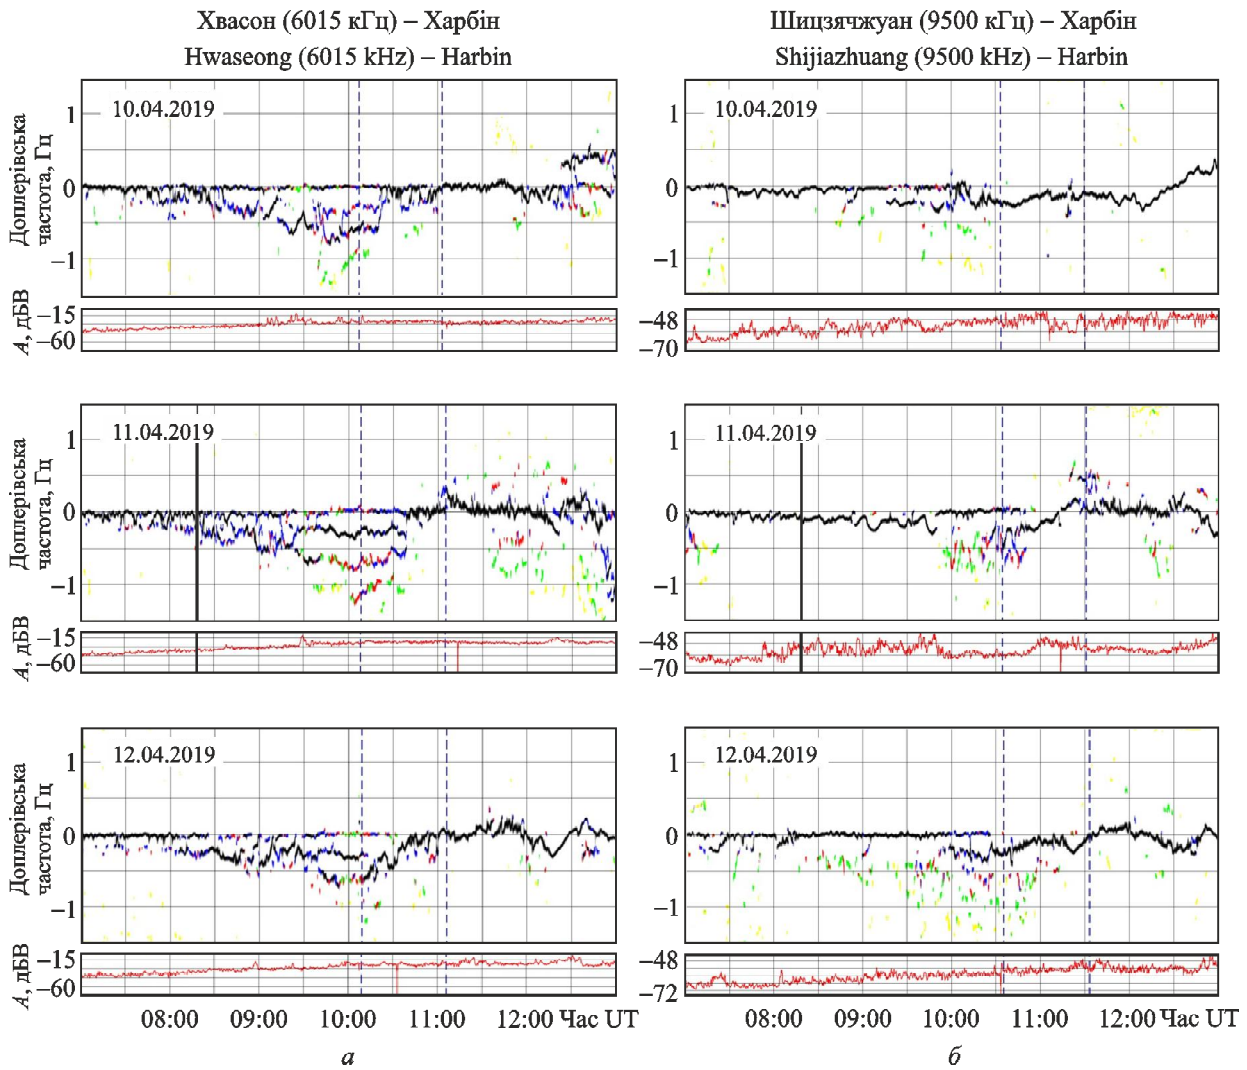 Хвасон (6015 кГц) – Харбін
Hwaseong (6015 kHz) – Harbin
Шицзячжуан (9500 кГц) – Харбін
Shijiazhuang (9500 kHz) – Harbin
Доплерівська
частота, Гц
1
0
−1
10.04.2019
1
0
−1
10.04.2019
A, дБВ
−15
−60
−48
−70
Доплерівська
частота, Гц
1
0
−1
11.04.2019
1
0
−1
11.04.2019
A, дБВ
−15
−60
−48
−70
Доплерівська
частота, Гц
1
0
−1
12.04.2019
1
0
−1
12.04.2019
A, дБВ
−15
−60
−48
−72
08:00 09:00 10:00 11:00 12:00 Час UT
08:00 09:00 10:00 11:00 12:00 Час UT
а
б